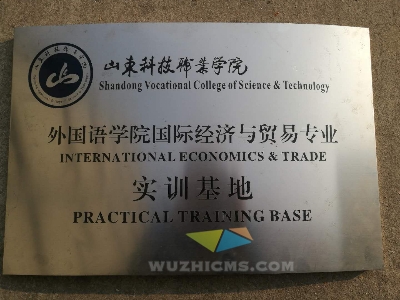 山东科技职业学院
Shandong Vocational College of Science & Technology
外国语学院国际经济与贸易专业
INTERNATIONAL ECONOMICS & TRADE
实训基地
PRACTICAL TRAINING BASE
WUZHICMS.COM